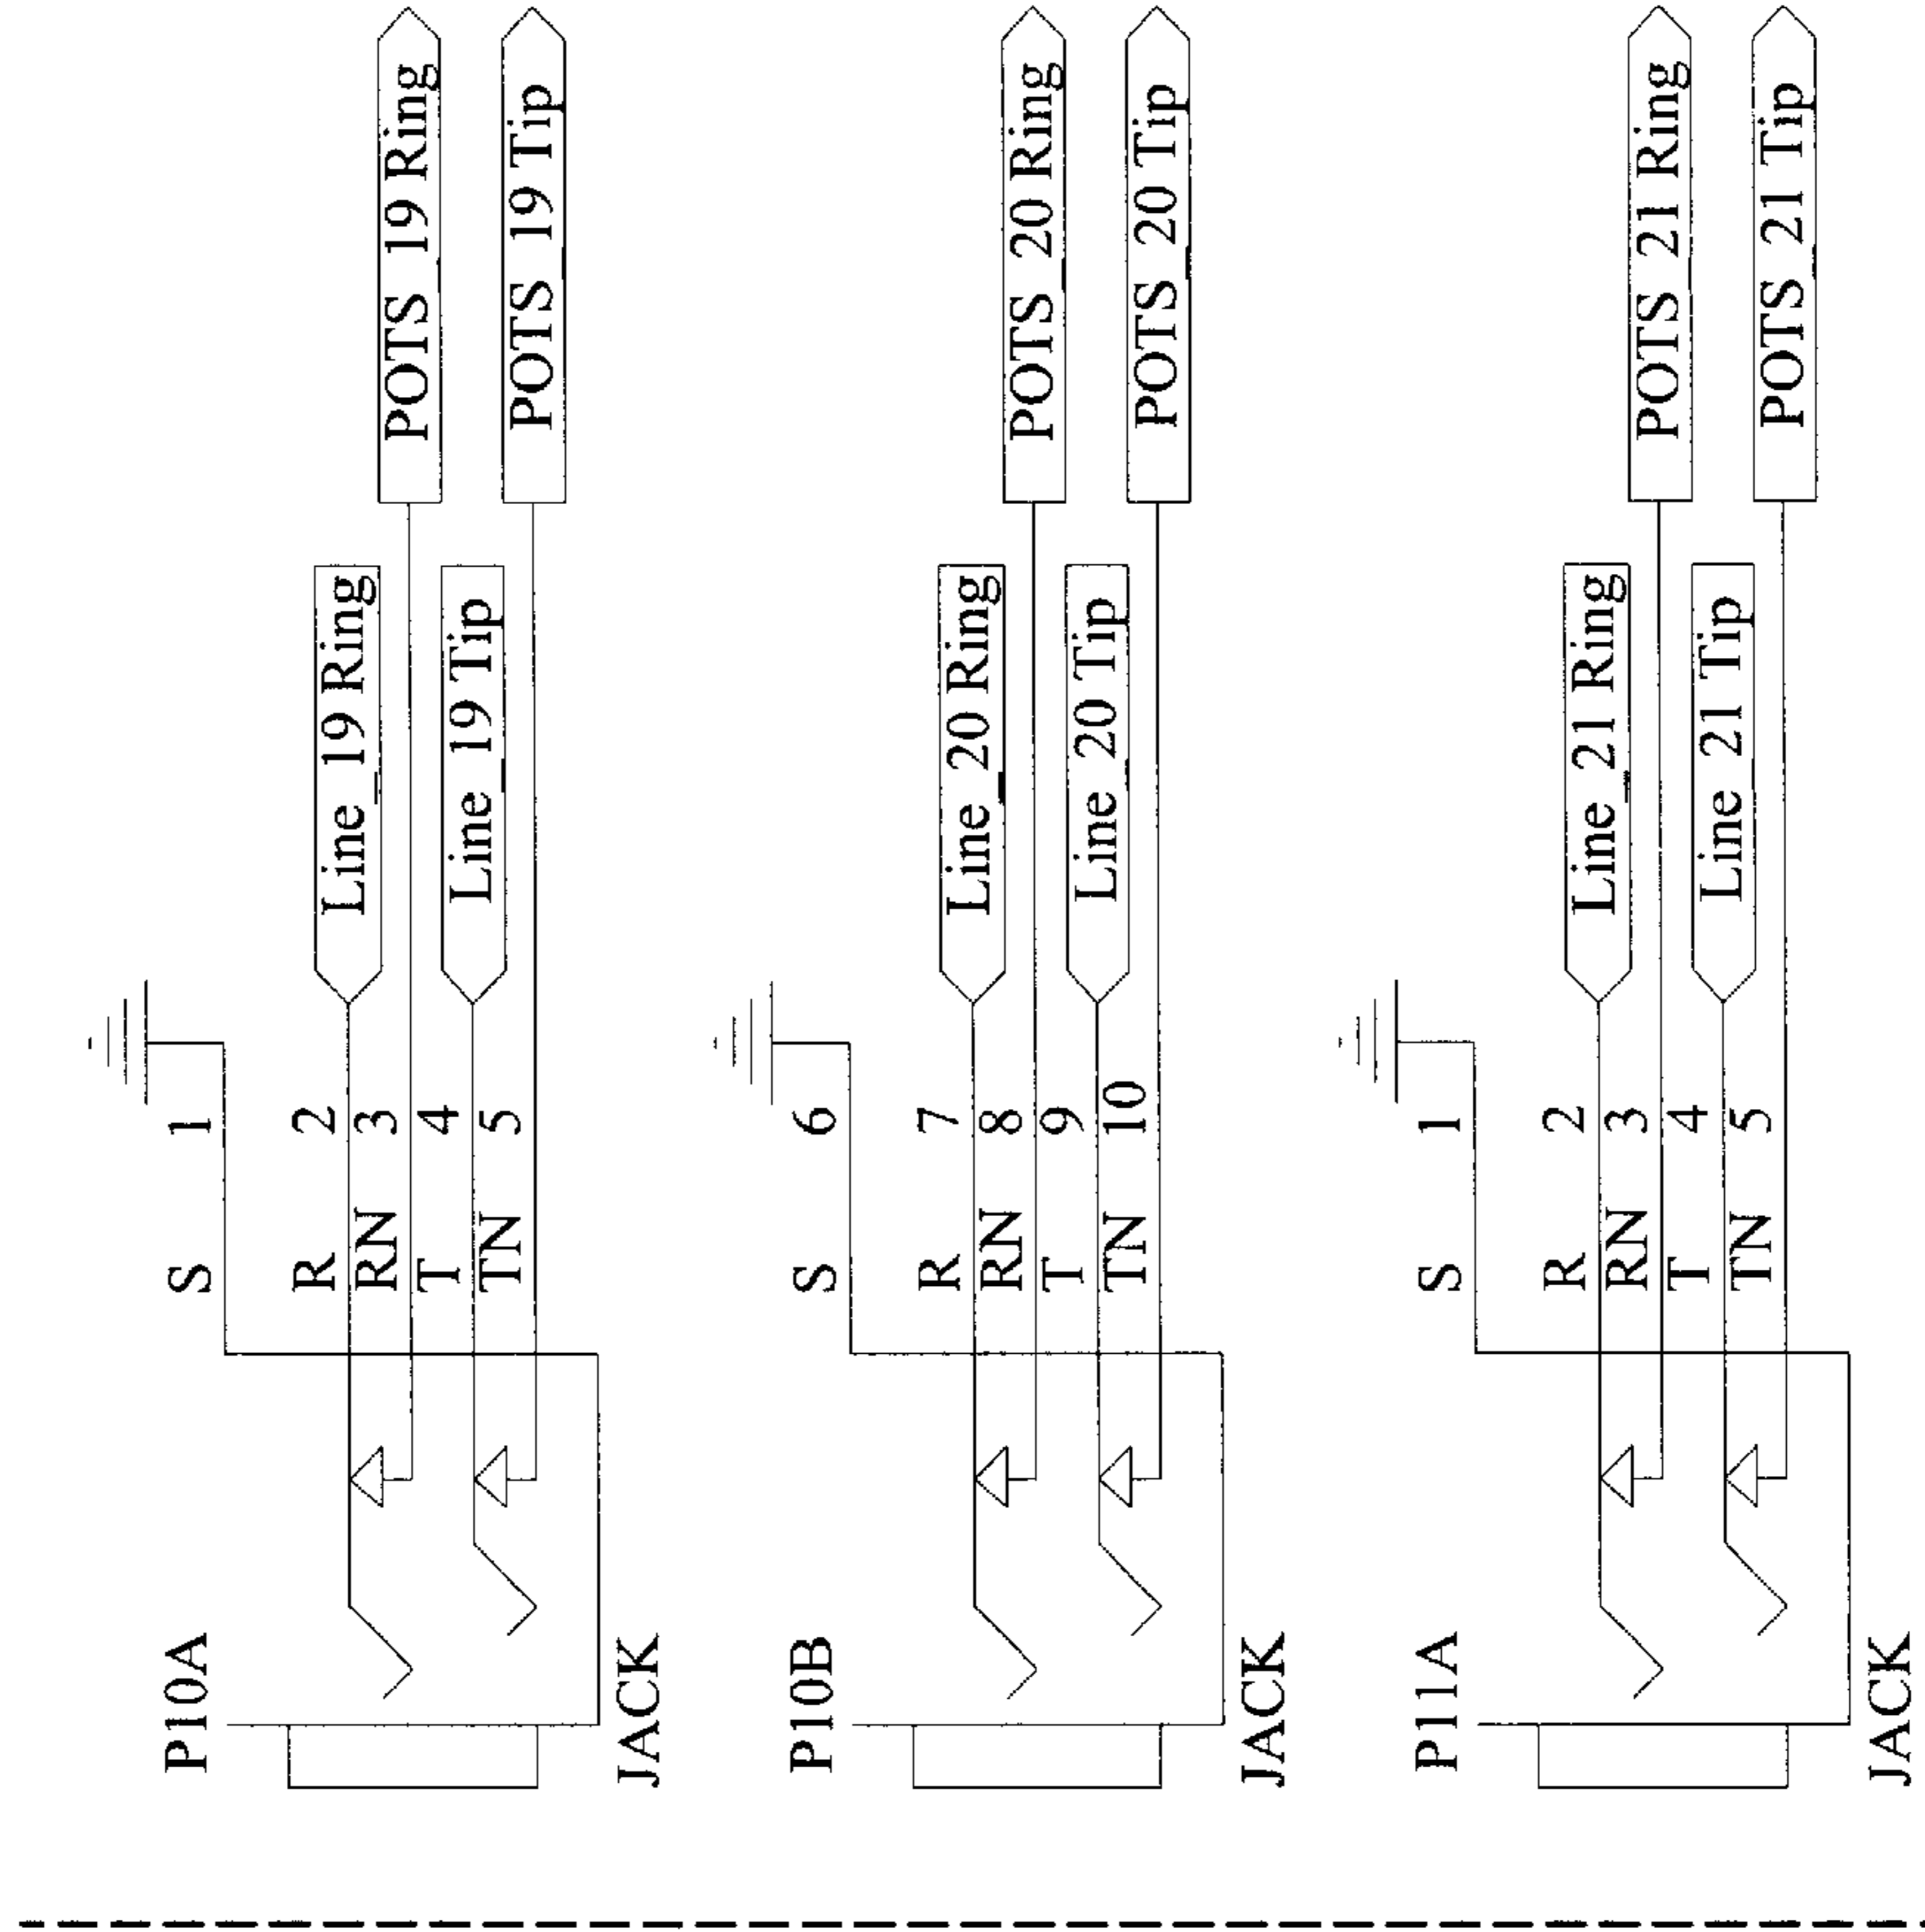 P10A S 1
R 2 Line_19 Ring
RN 3 POTS_19 Ring
T 4 Line_19 Tip
TN 5 POTS_19 Tip
JACK
P10B S 6
R 7 Line_20 Ring
RN 8 POTS_20 Ring
T 9 Line_20 Tip
TN 10 POTS_20 Tip
JACK
P11A S 1
R 2 Line_21 Ring
RN 3 POTS_21 Ring
T 4 Line_21 Tip
TN 5 POTS_21 Tip
JACK